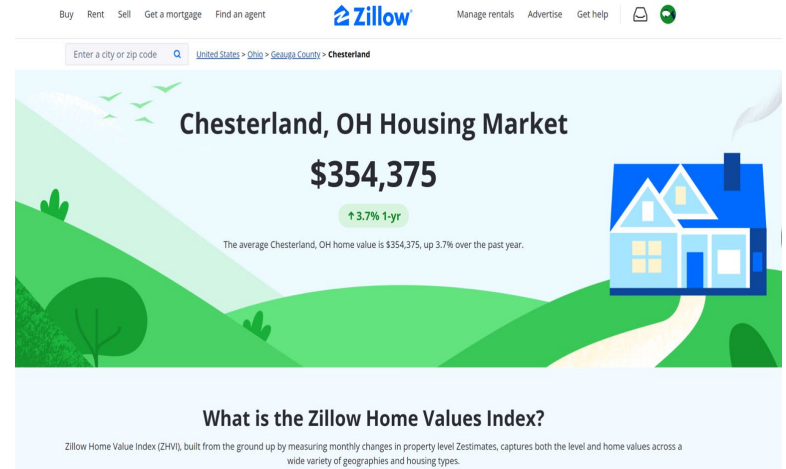 Buy Rent Sell Get a mortgage Find an agent Zillow Manage rentals Advertise Get help
Enter a city or zip code United States > Ohio > Geauga County > Chesterland
Chesterland, OH Housing Market
$354,375
↑ 3.7% 1-yr
The average Chesterland, OH home value is $354,375, up 3.7% over the past year.
What is the Zillow Home Values Index?
Zillow Home Value Index (ZHVI), built from the ground up by measuring monthly changes in property level Zestimates, captures both the level and home values across a
wide variety of geographies and housing types.